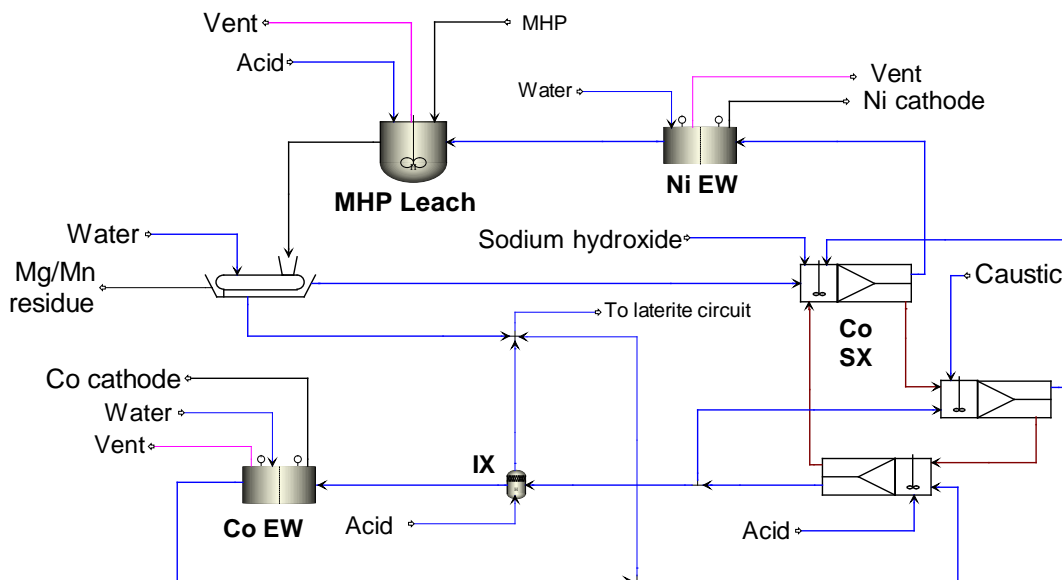 Vent
MHP
Acid
Vent
Water
Ni cathode
Ni EW
MHP Leach
Water
Sodium hydroxide
Mg/Mn
residue
Caustic
To laterite circuit
Co
SX
Co cathode
Water
Vent
IX
Acid
Acid
Co EW